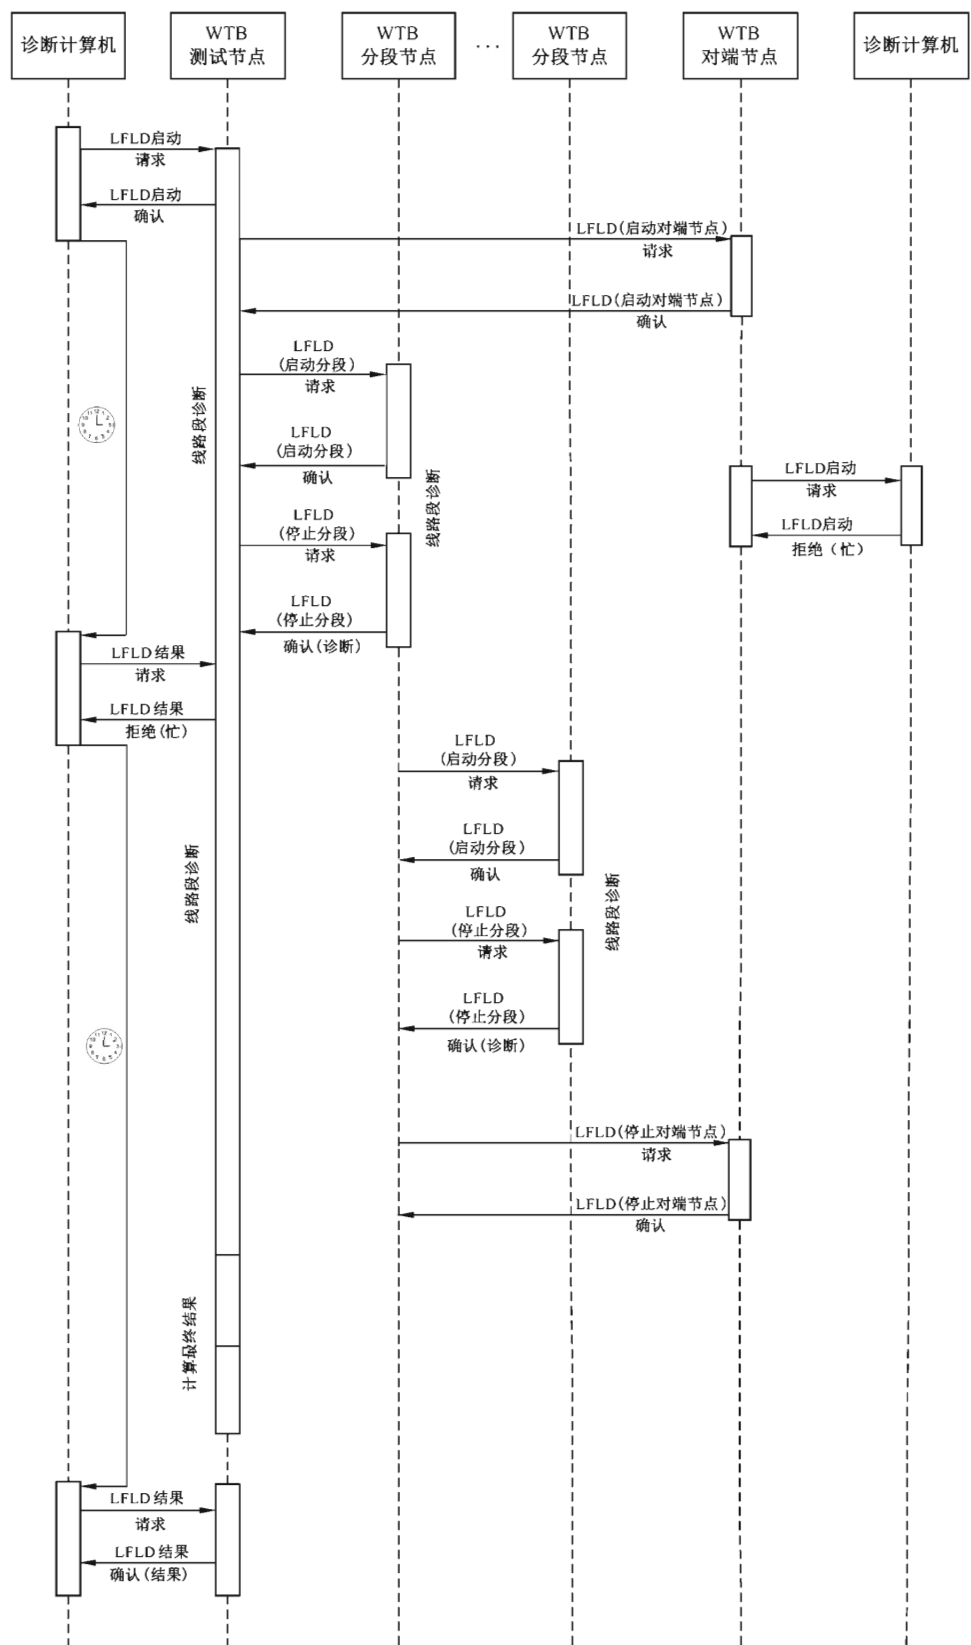 诊断计算机
WTB
测试节点
WTB
分段节点
...
WTB
分段节点
WTB
对端节点
诊断计算机
LFLD启动
请求
LFLD启动
确认
LFLD(启动对端节点)
请求
LFLD(启动对端节点)
确认
LFLD
(启动分段)
请求
线路段诊断
LFLD
(启动分段)
确认
线路段诊断
LFLD启动
请求
LFLD启动
拒绝(忙)
LFLD
(停止分段)
请求
LFLD
(停止分段)
确认(诊断)
LFLD结果
请求
LFLD结果
拒绝(忙)
LFLD
(启动分段)
请求
LFLD
(启动分段)
确认
线路段诊断
线路段诊断
LFLD
(停止分段)
请求
LFLD
(停止分段)
确认(诊断)
LFLD(停止对端节点)
请求
LFLD(停止对端节点)
确认
计算最终结果
LFLD结果
请求
LFLD结果
确认(结果)